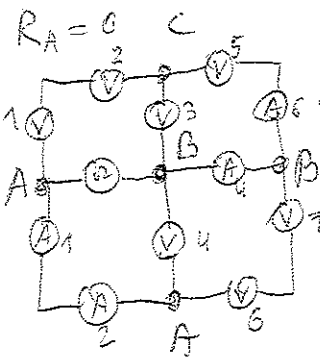 R_A = 0 C
2 5
V V
1 V V 3 A 6
A Ω B A B
4
A 1 V 4 V 7
A A V
2 6